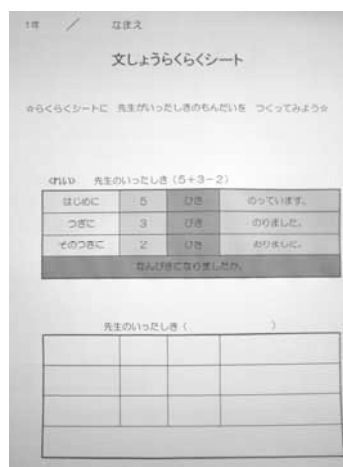 1年 / なまえ
文しょうらくらくシート
☆らくらくシートに 先生がいったしきのもんだいを つくってみよう☆
<れい> 先生のいったしき(5+3-2)
はじめに 5 ひき のっています。
つぎに 3 びき のりました。
そのつぎに 2 ひき おりました。
なんびきになりましたか。
先生のいったしき( )